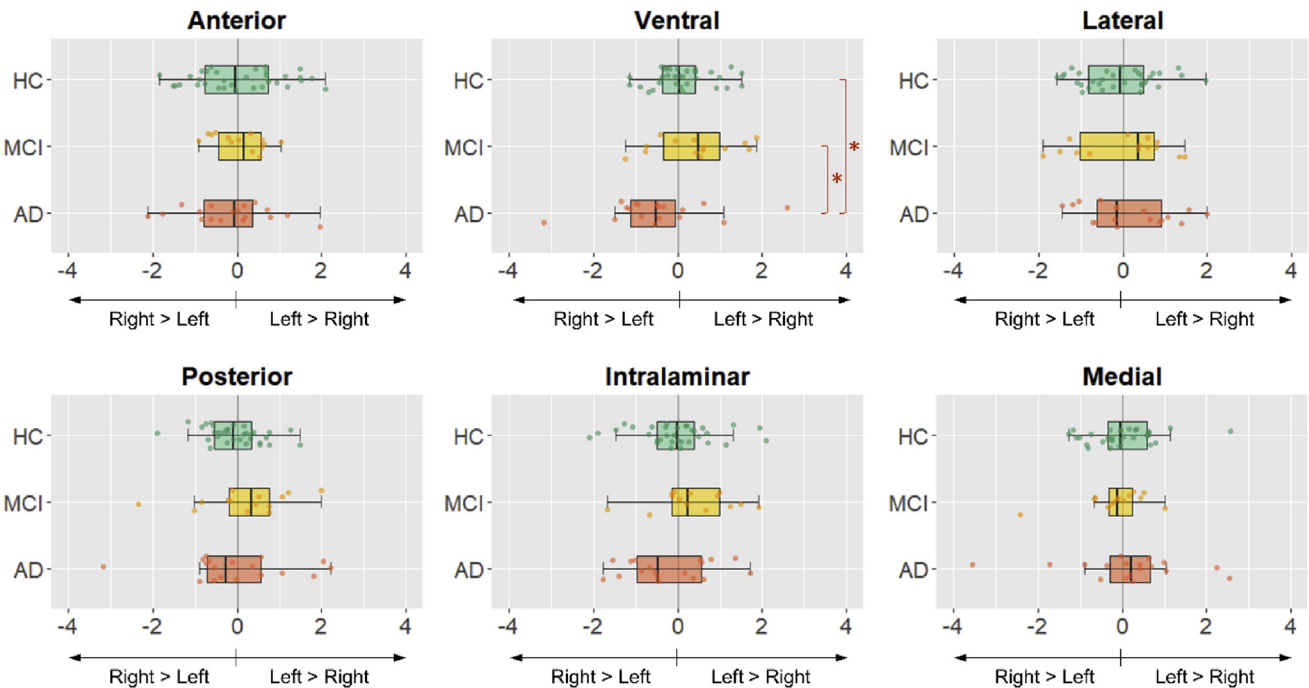 Anterior
HC
MCI
AD
-4 -2 0 2 4
Right > Left Left > Right
Ventral
HC
MCI
AD
*
*
-4 -2 0 2 4
Right > Left Left > Right
Lateral
HC
MCI
AD
-4 -2 0 2 4
Right > Left Left > Right
Posterior
HC
MCI
AD
-4 -2 0 2 4
Right > Left Left > Right
Intralaminar
HC
MCI
AD
-4 -2 0 2 4
Right > Left Left > Right
Medial
HC
MCI
AD
-4 -2 0 2 4
Right > Left Left > Right